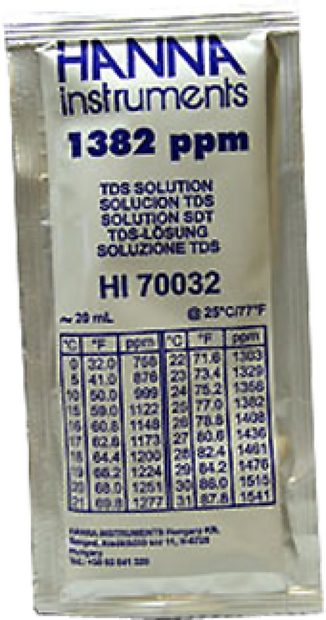 HANNA
instruments
1382 ppm
TDS SOLUTION
SOLUCION TDS
SOLUTION SDT
TDS-LÖSUNG
SOLUZIONE TDS
HI 70032
~ 20 mL @ 25°C/77°F
°C °F ppm °C °F ppm
0 32.0 758 22 71.6 1303
5 41.0 876 23 73.4 1329
10 50.0 999 24 75.2 1356
15 59.0 1122 25 77.0 1382
16 60.8 1148 26 78.8 1408
17 62.6 1173 27 80.6 1436
18 64.4 1200 28 82.4 1461
19 66.2 1224 29 84.2 1476
20 68.0 1251 30 86.0 1515
21 69.8 1277 31 87.8 1541
HANNA INSTRUMENTS Hungary Kft.
Hungary